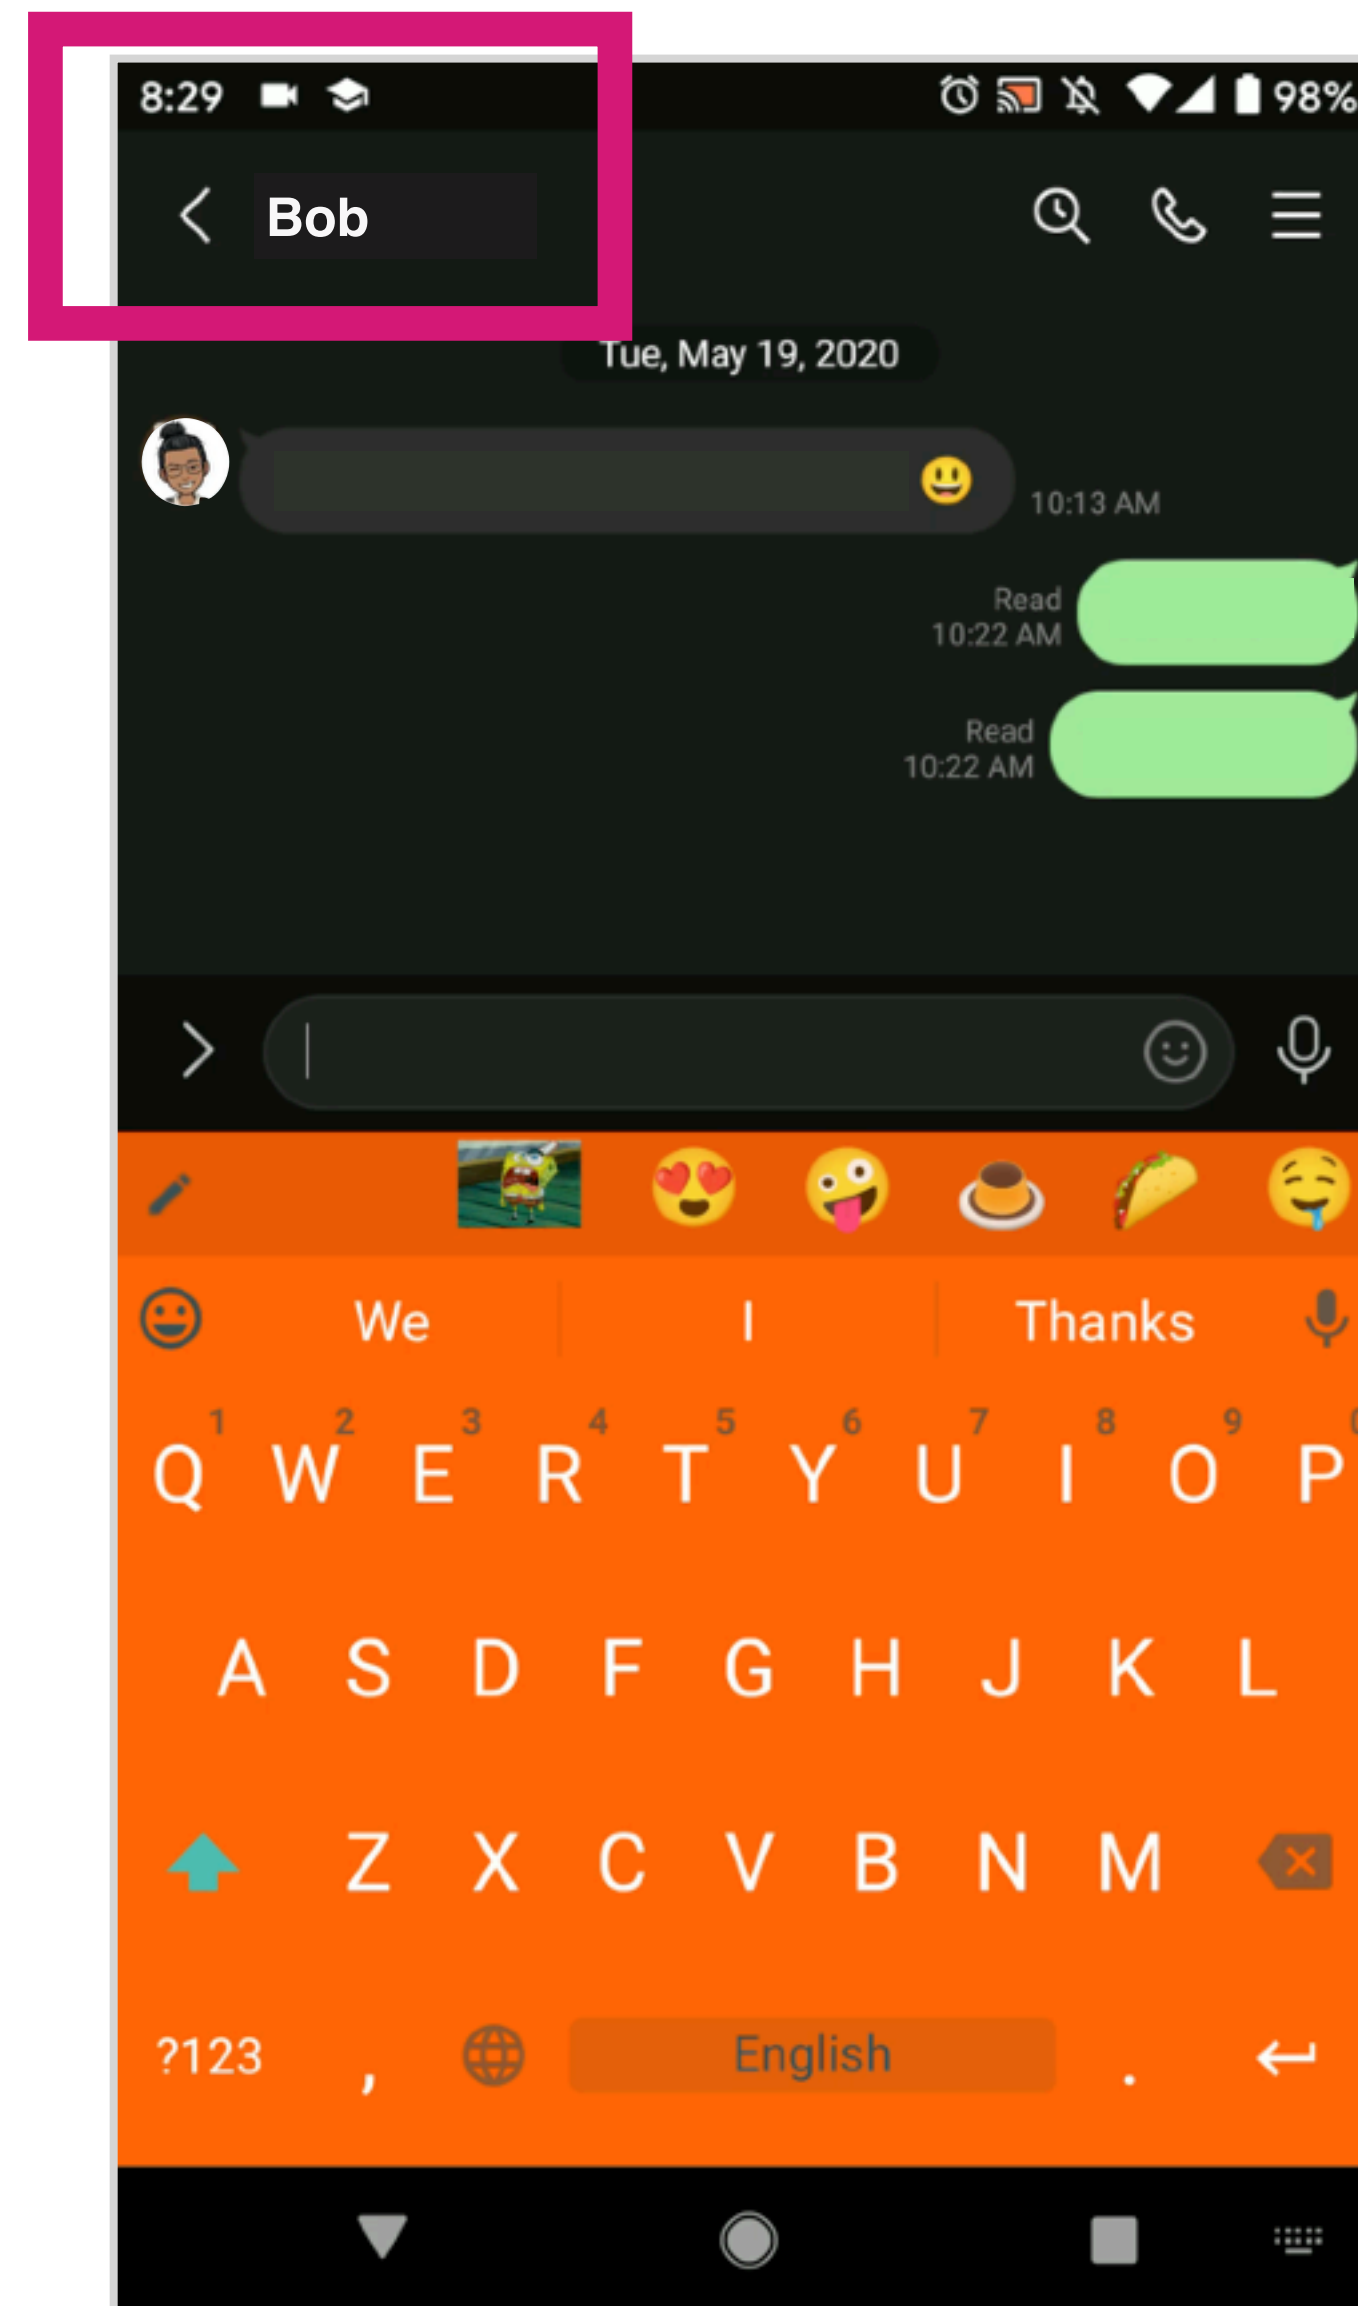 8:29 98%
Bob
Tue, May 19, 2020
10:13 AM
Read
10:22 AM
Read
10:22 AM
We I Thanks
1 2 3 4 5 6 7 8 9
Q W E R T Y U I O P
A S D F G H J K L
Z X C V B N M
?123 , English .